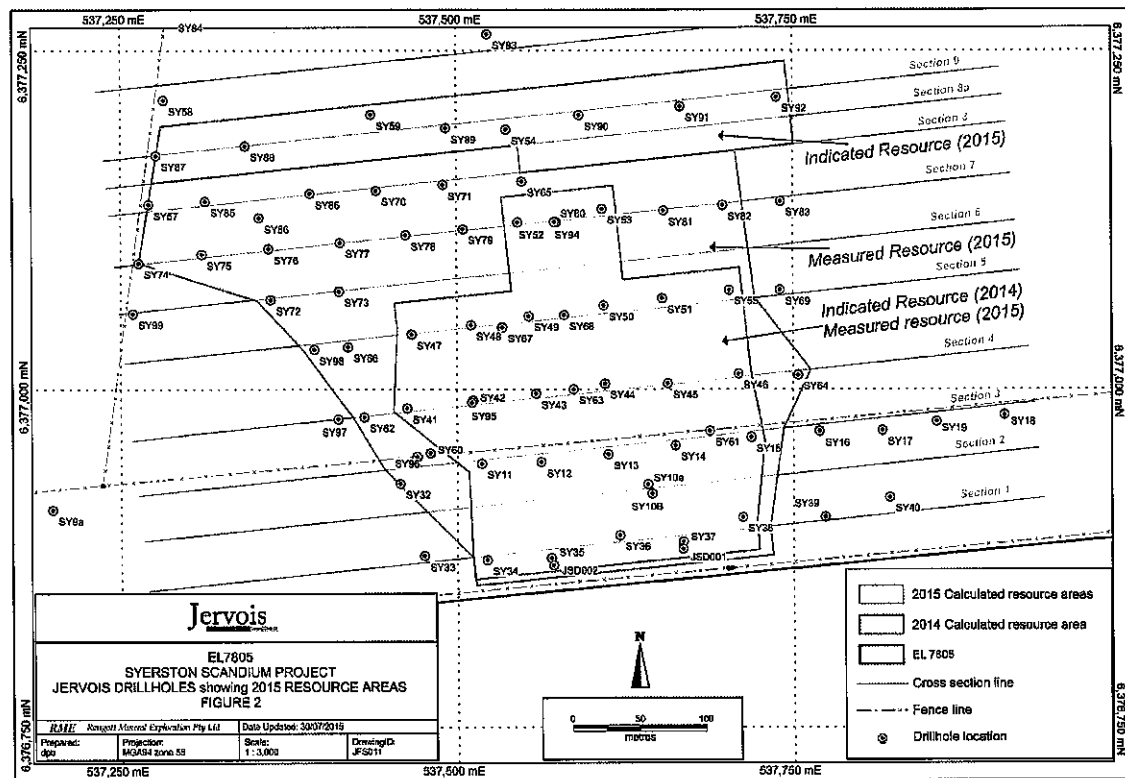 537,250 mE
537,500 mE
537,750 mE
6,377,250 mN
6,377,250 mN
SY84
SY93
Section 9
Section 8a
Section 8
SY58
SY59
SY89
SY54
SY90
SY91
SY92
Indicated Resource (2015)
SY87
SY88
Section 7
SY57
SY85
SY86
SY86
SY70
SY71
SY65
SY80
SY52
SY94
SY53
SY81
SY82
SY83
Section 6
Measured Resource (2015)
SY74
SY75
SY76
SY77
SY78
SY79
Section 5
Indicated Resource (2014)
Measured resource (2015)
SY99
SY72
SY73
SY47
SY48
SY67
SY49
SY68
SY50
SY51
SY55
SY69
Section 4
SY98
SY66
6,377,000 mN
6,377,000 mN
SY97
SY62
SY41
SY42
SY95
SY43
SY63
SY44
SY45
SY46
SY64
Section 3
SY96
SY60
SY11
SY12
SY13
SY14
SY61
SY15
SY16
SY17
SY19
SY18
Section 2
SY8a
SY32
SY10a
SY10B
SY38
SY39
SY40
Section 1
SY33
SY34
SY35
JSD002
SY36
SY37
JSD001
Jervois
EL7805
SYERSTON SCANDIUM PROJECT
JERVOIS DRILLHOLES showing 2015 RESOURCE AREAS
FIGURE 2
RME Rangott Mineral Exploration Pty Ltd
Date Updated: 30/07/2015
Prepared:
dpb
Projection:
MGA94 zone 55
Scale:
1 : 3,000
DrawingID:
JFS011
N
0 50 100
metres
2015 Calculated resource areas
2014 Calculated resource area
EL 7805
Cross section line
Fence line
Drillhole location
6,376,750 mN
6,376,750 mN
537,250 mE
537,500 mE
537,750 mE